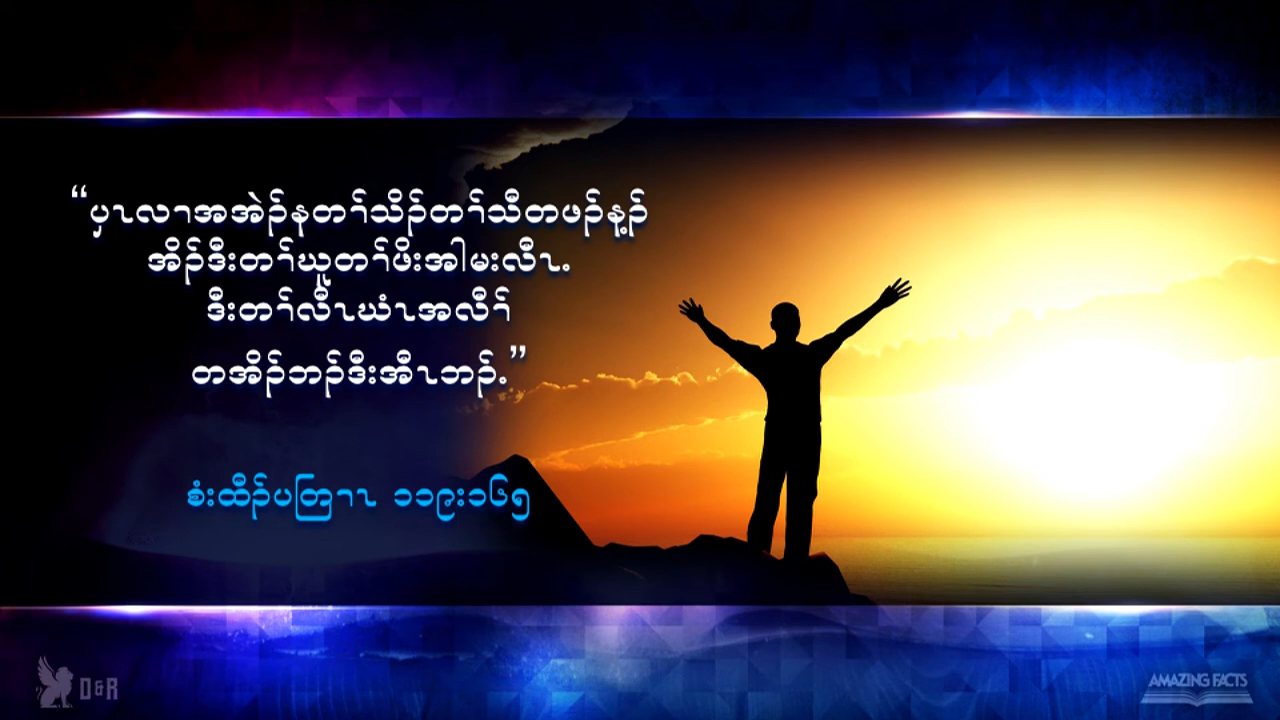 “ပှၤလၢအအဲၣ်နတၢ်သိၣ်တၢ်သီတဖၣ်န့ၣ်
အိၣ်ဒီးတၢ်ဃူတၢ်ဖိးအါမးလီၤ.
ဒီးတၢ်လီၤဃံၤအလီၢ်
တအိၣ်ဘၣ်ဒီးအီၤဘၣ်.”
စံးထီၣ်ပတြၢၤ ၁၁၉း၁၆၅
D&R
AMAZING FACTS